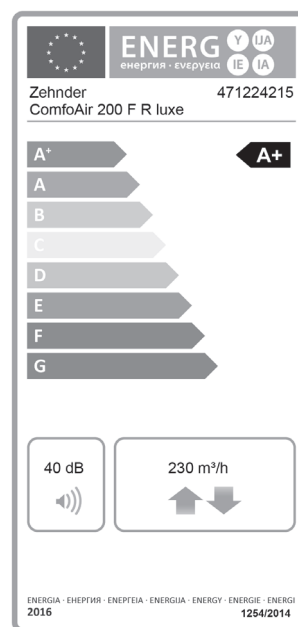 ENERG Y IJA
енергия · ενεργεια IE IA
Zehnder 471224215
ComfoAir 200 F R luxe
A+ A+
A
B
C
D
E
F
G
40 dB 230 m³/h
ENERGIA · ЕНЕРГИЯ · ΕΝΕΡΓΕΙΑ · ENERGIJA · ENERGY · ENERGIE · ENERGI
2016 1254/2014